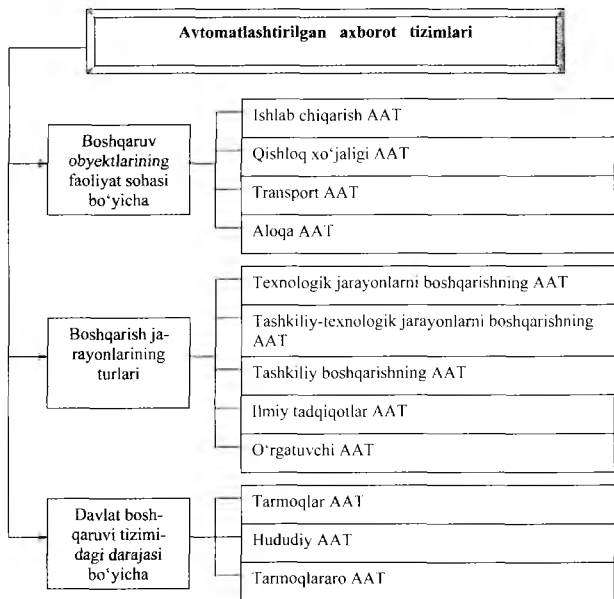 Avtomatlashtirilgan axborot tizimlari
Boshqaruv
obyektlarining
faoliyat sohasi
bo‘yicha
Ishlab chiqarish AAT
Qishloq xo‘jaligi AAT
Transport AAT
Aloqa AAT
Boshqarish ja-
rayonlarining
turlari
Texnologik jarayonlarni boshqarishning AAT
Tashkiliy-texnologik jarayonlarni boshqarishning
AAT
Tashkiliy boshqarishning AAT
Ilmiy tadqiqotlar AAT
O‘rgatuvchi AAT
Davlat bosh-
qaruvi tizimi-
dagi darajasi
bo‘yicha
Tarmoqlar AAT
Hududiy AAT
Tarmoqlararo AAT